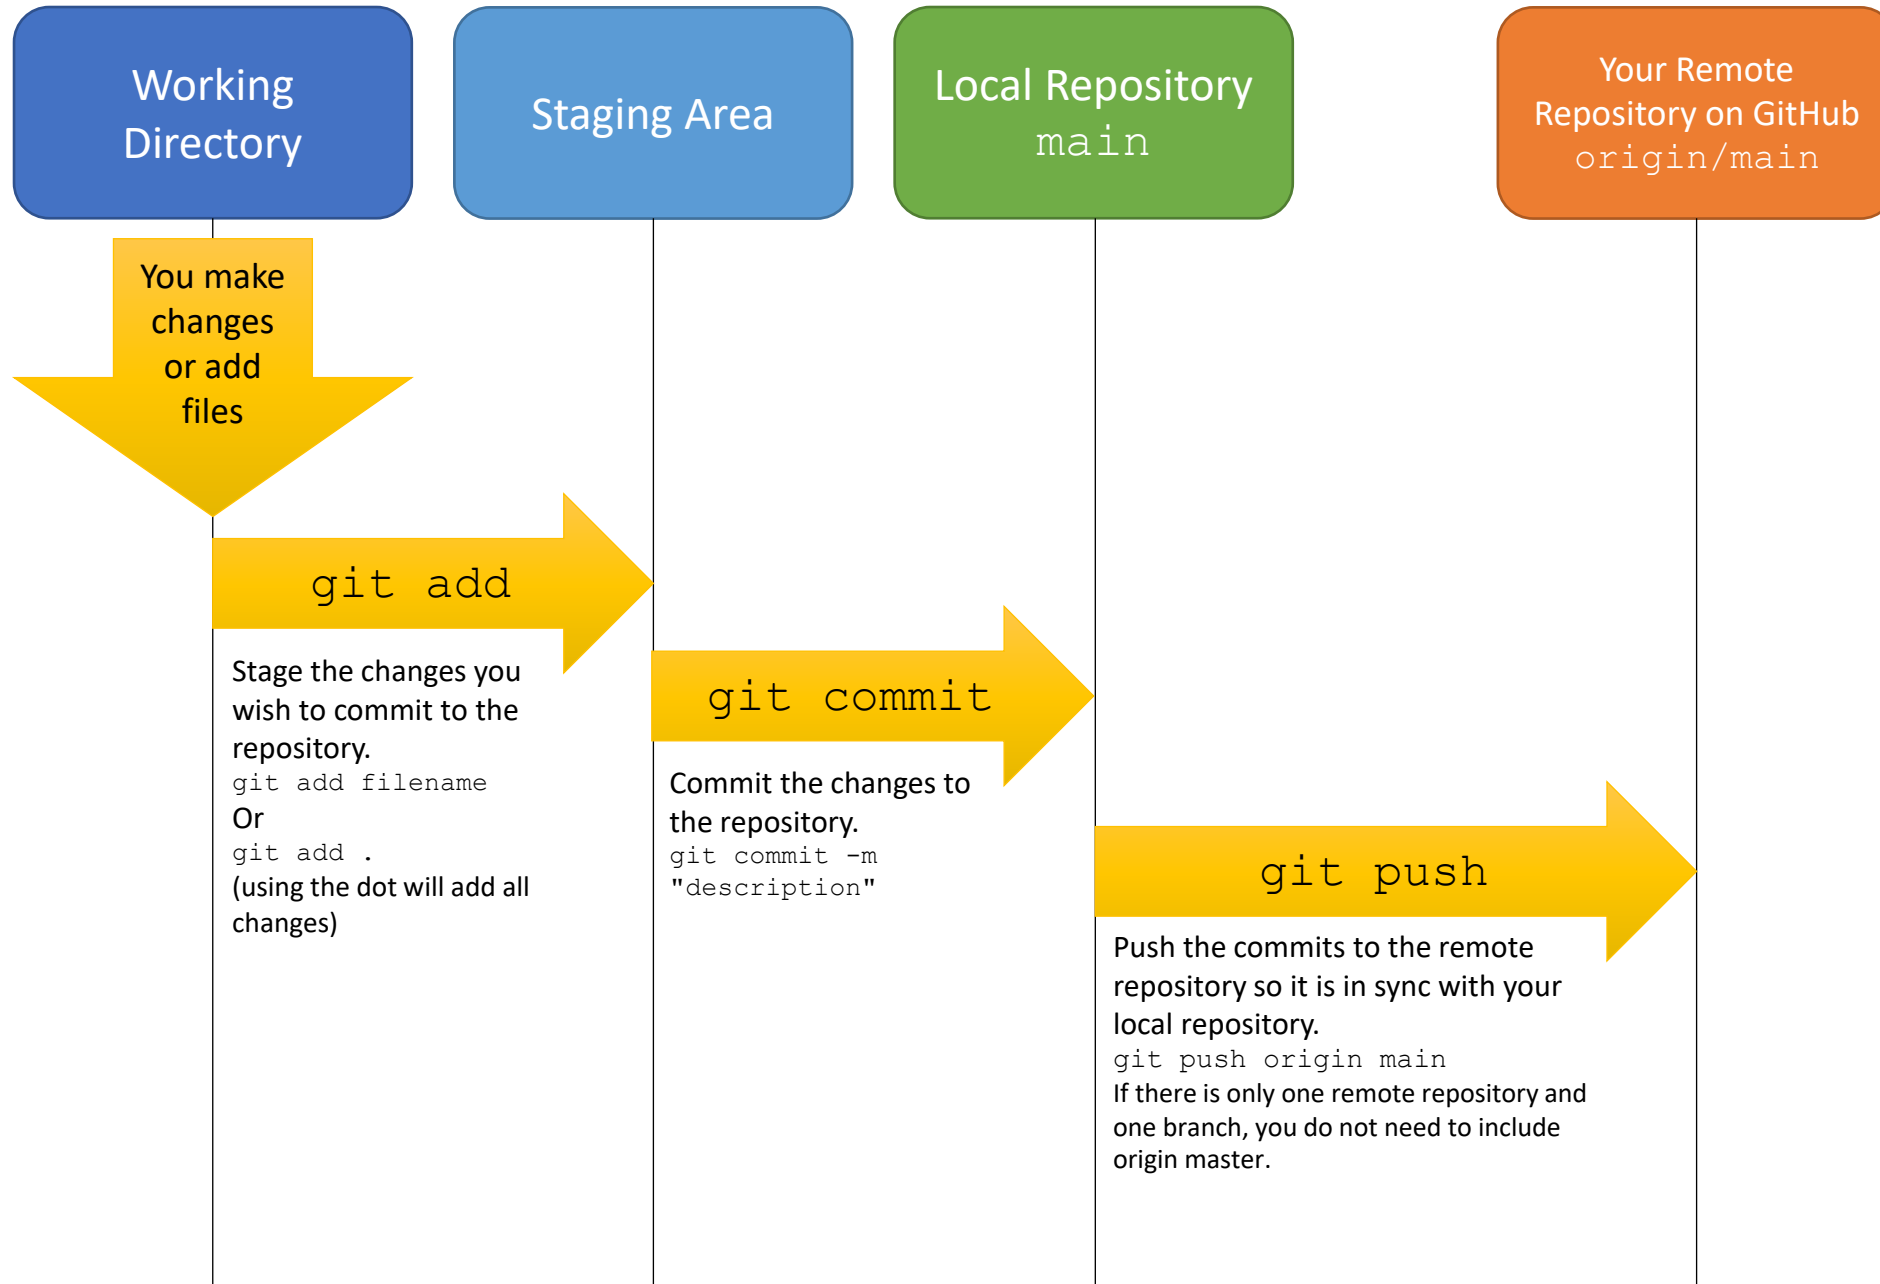 Working
Directory
Staging Area
Local Repository
main
Your Remote
Repository on GitHub
origin/main
You make
changes
or add
files
git add
Stage the changes you
wish to commit to the
repository.
git add filename
Or
git add .
(using the dot will add all
changes)
git commit
Commit the changes to
the repository.
git commit -m
"description"
git push
Push the commits to the remote
repository so it is in sync with your
local repository.
git push origin main
If there is only one remote repository and
one branch, you do not need to include
origin master.